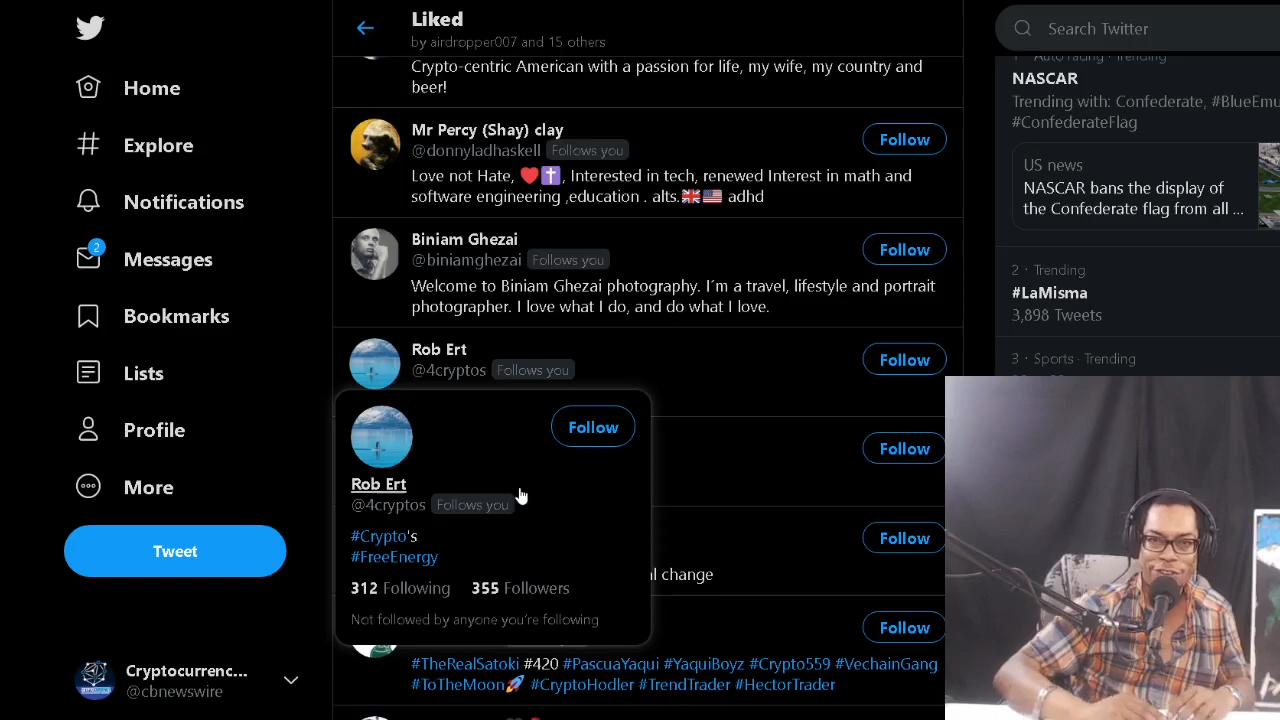 Home
Explore
Notifications
2
Messages
Bookmarks
Lists
Profile
More
Tweet
Cryptocurrenc...
@cbnewswire
Liked
by airdropper007 and 15 others
Crypto-centric American with a passion for life, my wife, my country and
beer!
Mr Percy (Shay) clay
@donnyladhaskell Follows you
Follow
Love not Hate, ❤️✝️, Interested in tech, renewed Interest in math and
software engineering ,education . alts.🇬🇧🇺🇸 adhd
Biniam Ghezai
@biniamghezai Follows you
Follow
Welcome to Biniam Ghezai photography. I´m a travel, lifestyle and portrait
photographer. I love what I do, and do what I love.
Rob Ert
@4cryptos Follows you
Follow
Follow
Rob Ert
@4cryptos Follows you
#Crypto's
#FreeEnergy
312 Following 355 Followers
Not followed by anyone you're following
Follow
Follow
al change
Follow
#TheRealSatoki #420 #PascuaYaqui #YaquiBoyz #Crypto559 #VechainGang
#ToTheMoon🚀 #CryptoHodler #TrendTrader #HectorTrader
Search Twitter
1 · Auto racing · Trending
NASCAR
Trending with: Confederate, #BlueEmu
#ConfederateFlag
US news
NASCAR bans the display of
the Confederate flag from all ...
2 · Trending
#LaMisma
3,898 Tweets
3 · Sports · Trending